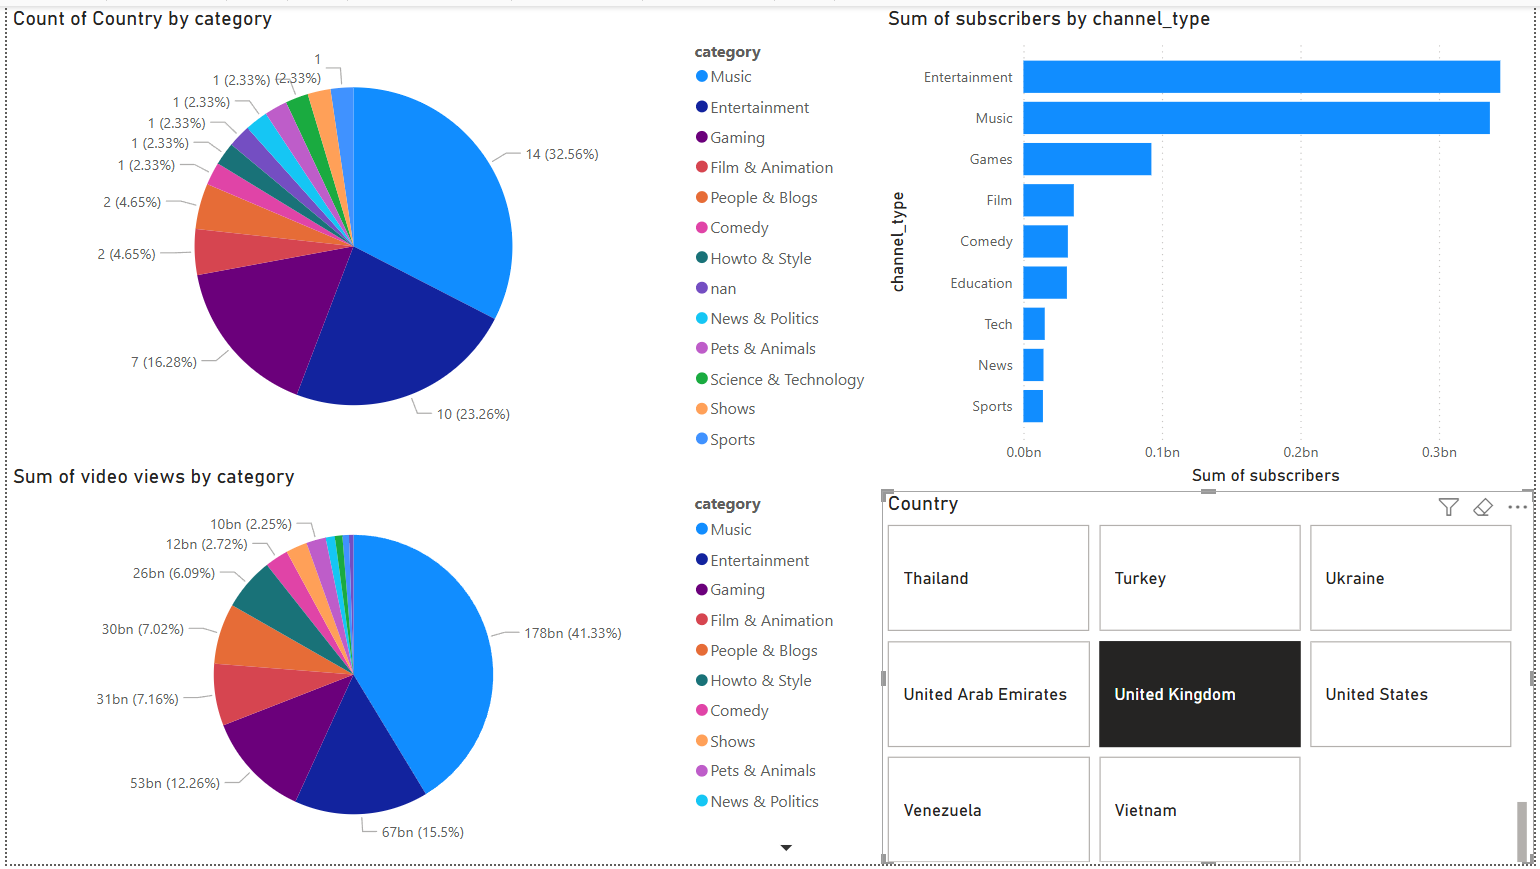 Count of Country by category
1
1 (2.33%)
(2.33%)
1 (2.33%)
1 (2.33%)
1 (2.33%)
1 (2.33%)
2 (4.65%)
2 (4.65%)
7 (16.28%)
10 (23.26%)
14 (32.56%)
category
Music
Entertainment
Gaming
Film & Animation
People & Blogs
Comedy
Howto & Style
nan
News & Politics
Pets & Animals
Science & Technology
Shows
Sports
Sum of subscribers by channel_type
channel_type
Entertainment
Music
Games
Film
Comedy
Education
Tech
News
Sports
0.0bn
0.1bn
0.2bn
0.3bn
Sum of subscribers
Sum of video views by category
10bn (2.25%)
12bn (2.72%)
26bn (6.09%)
30bn (7.02%)
31bn (7.16%)
53bn (12.26%)
67bn (15.5%)
178bn (41.33%)
category
Music
Entertainment
Gaming
Film & Animation
People & Blogs
Howto & Style
Comedy
Shows
Pets & Animals
News & Politics
Country
Thailand
Turkey
Ukraine
United Arab Emirates
United Kingdom
United States
Venezuela
Vietnam